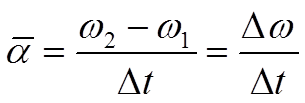 ᾱ = (ω₂ − ω₁)/Δt = Δω/Δt